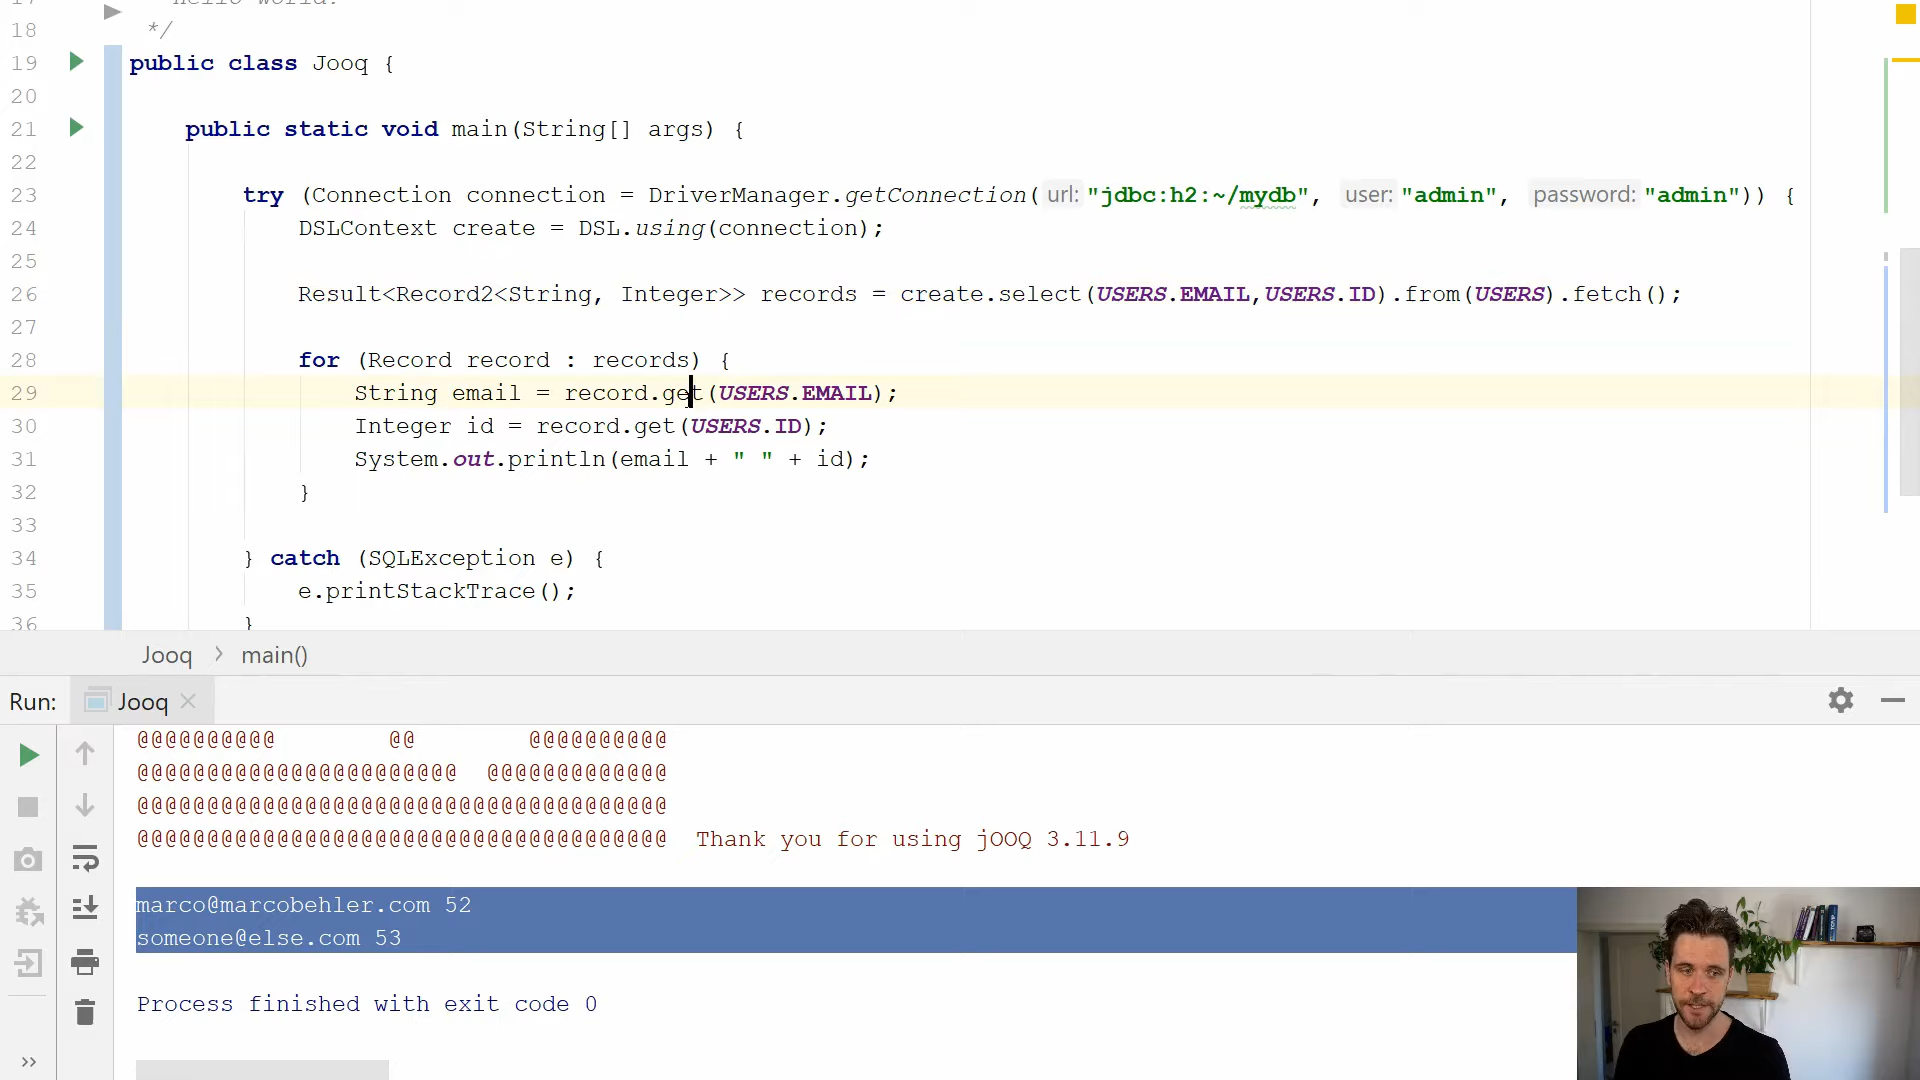 17 Hello world!
18 */
19 public class Jooq {
20
21 public static void main(String[] args) {
22
23 try (Connection connection = DriverManager.getConnection( url: "jdbc:h2:~/mydb", user: "admin", password: "admin")) {
24 DSLContext create = DSL.using(connection);
25
26 Result<Record2<String, Integer>> records = create.select(USERS.EMAIL,USERS.ID).from(USERS).fetch();
27
28 for (Record record : records) {
29 String email = record.get(USERS.EMAIL);
30 Integer id = record.get(USERS.ID);
31 System.out.println(email + " " + id);
32 }
33
34 } catch (SQLException e) {
35 e.printStackTrace();
36 }
Jooq > main()
Run: Jooq
@@@@@@@@@@ @@ @@@@@@@@@@
@@@@@@@@@@@@@@@@@@@@@@@ @@@@@@@@@@@@@
@@@@@@@@@@@@@@@@@@@@@@@@@@@@@@@@@@@@@@
@@@@@@@@@@@@@@@@@@@@@@@@@@@@@@@@@@@@@@ Thank you for using jOOQ 3.11.9
marco@marcobehler.com 52
someone@else.com 53
Process finished with exit code 0